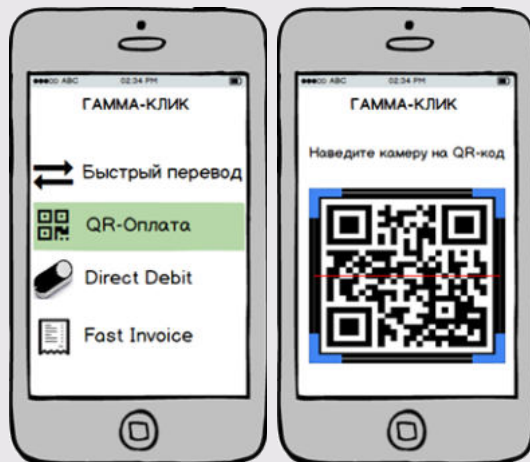 ABC 02:34 PM
ГАММА-КЛИК
Быстрый перевод
QR-Оплата
Direct Debit
Fast Invoice
ABC 02:34 PM
ГАММА-КЛИК
Наведите камеру на QR-код